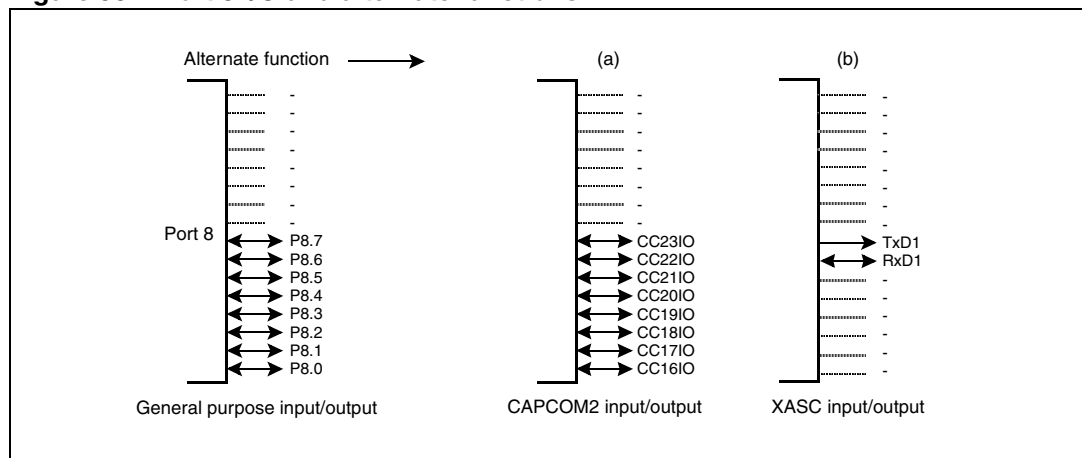 Alternate function
(a)
(b)
-
-
-
-
-
-
-
-
Port 8
P8.7
P8.6
P8.5
P8.4
P8.3
P8.2
P8.1
P8.0
General purpose input/output
-
-
-
-
-
-
-
-
CC23IO
CC22IO
CC21IO
CC20IO
CC19IO
CC18IO
CC17IO
CC16IO
CAPCOM2 input/output
-
-
-
-
-
-
-
-
TxD1
RxD1
-
-
-
-
-
-
XASC input/output